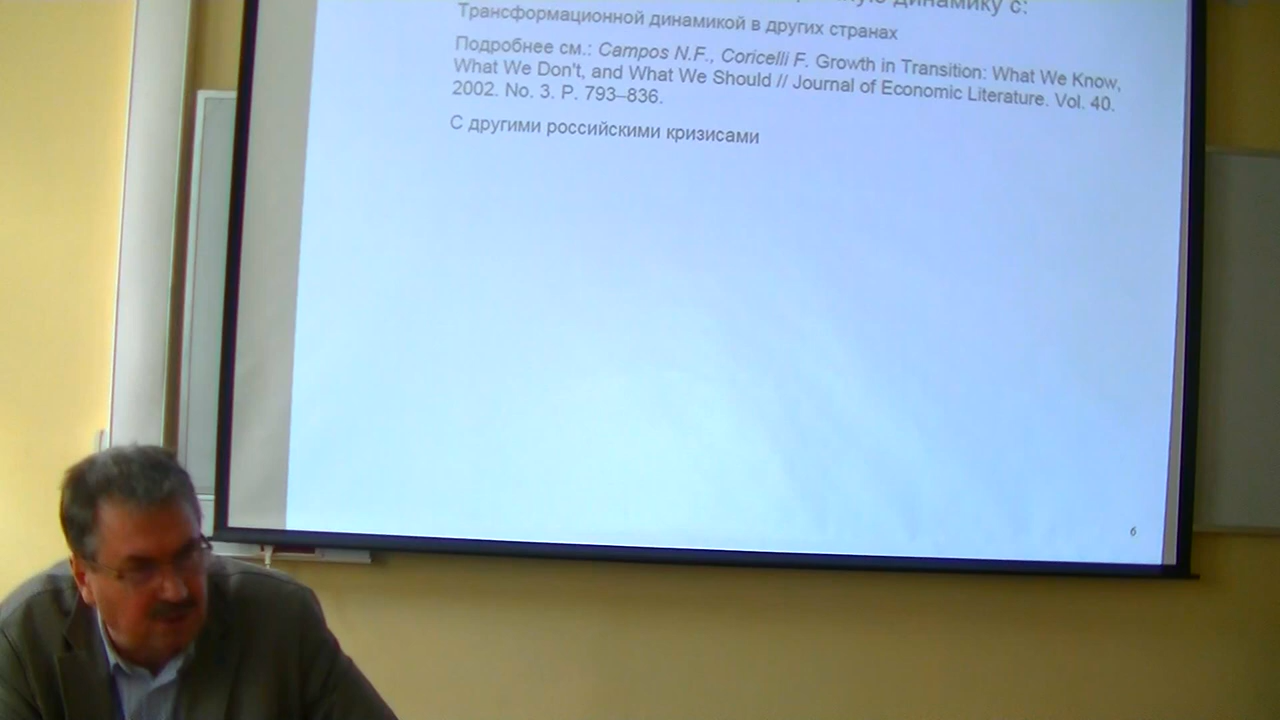 динамику с:
Трансформационной динамикой в других странах
Подробнее см.: Campos N.F., Coricelli F. Growth in Transition: What We Know,
What We Don't, and What We Should // Journal of Economic Literature. Vol. 40.
2002. No. 3. P. 793–836.
С другими российскими кризисами
6